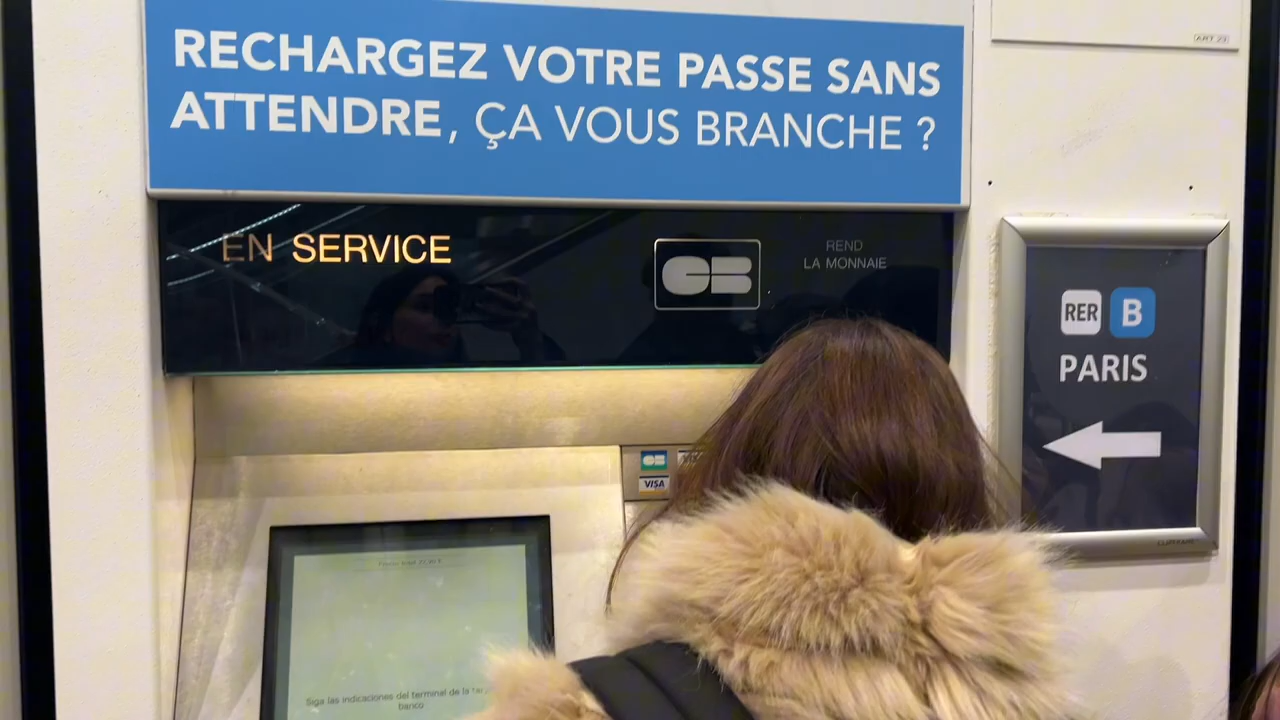 RECHARGEZ VOTRE PASSE SANS
ATTENDRE, ÇA VOUS BRANCHE ?
EN SERVICE
CB
REND
LA MONNAIE
RER B
PARIS
CB
VISA
Siga las indicaciones del terminal de la
banco